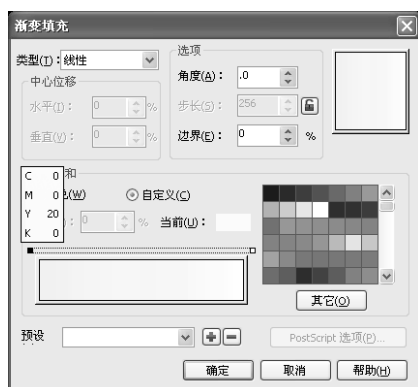 渐变填充
类型(T)：线性
选项
角度(A)： .0
中心位移
水平(I)： 0 %
步长(S)： 256
垂直(V)： 0 %
边界(E)： 0 %
和
C 0
M 0
Y 20
K 0
(W)
自定义(C)
0 %
当前(U)：
其它(O)
预设
PostScript 选项(P)...
确定
取消
帮助(H)